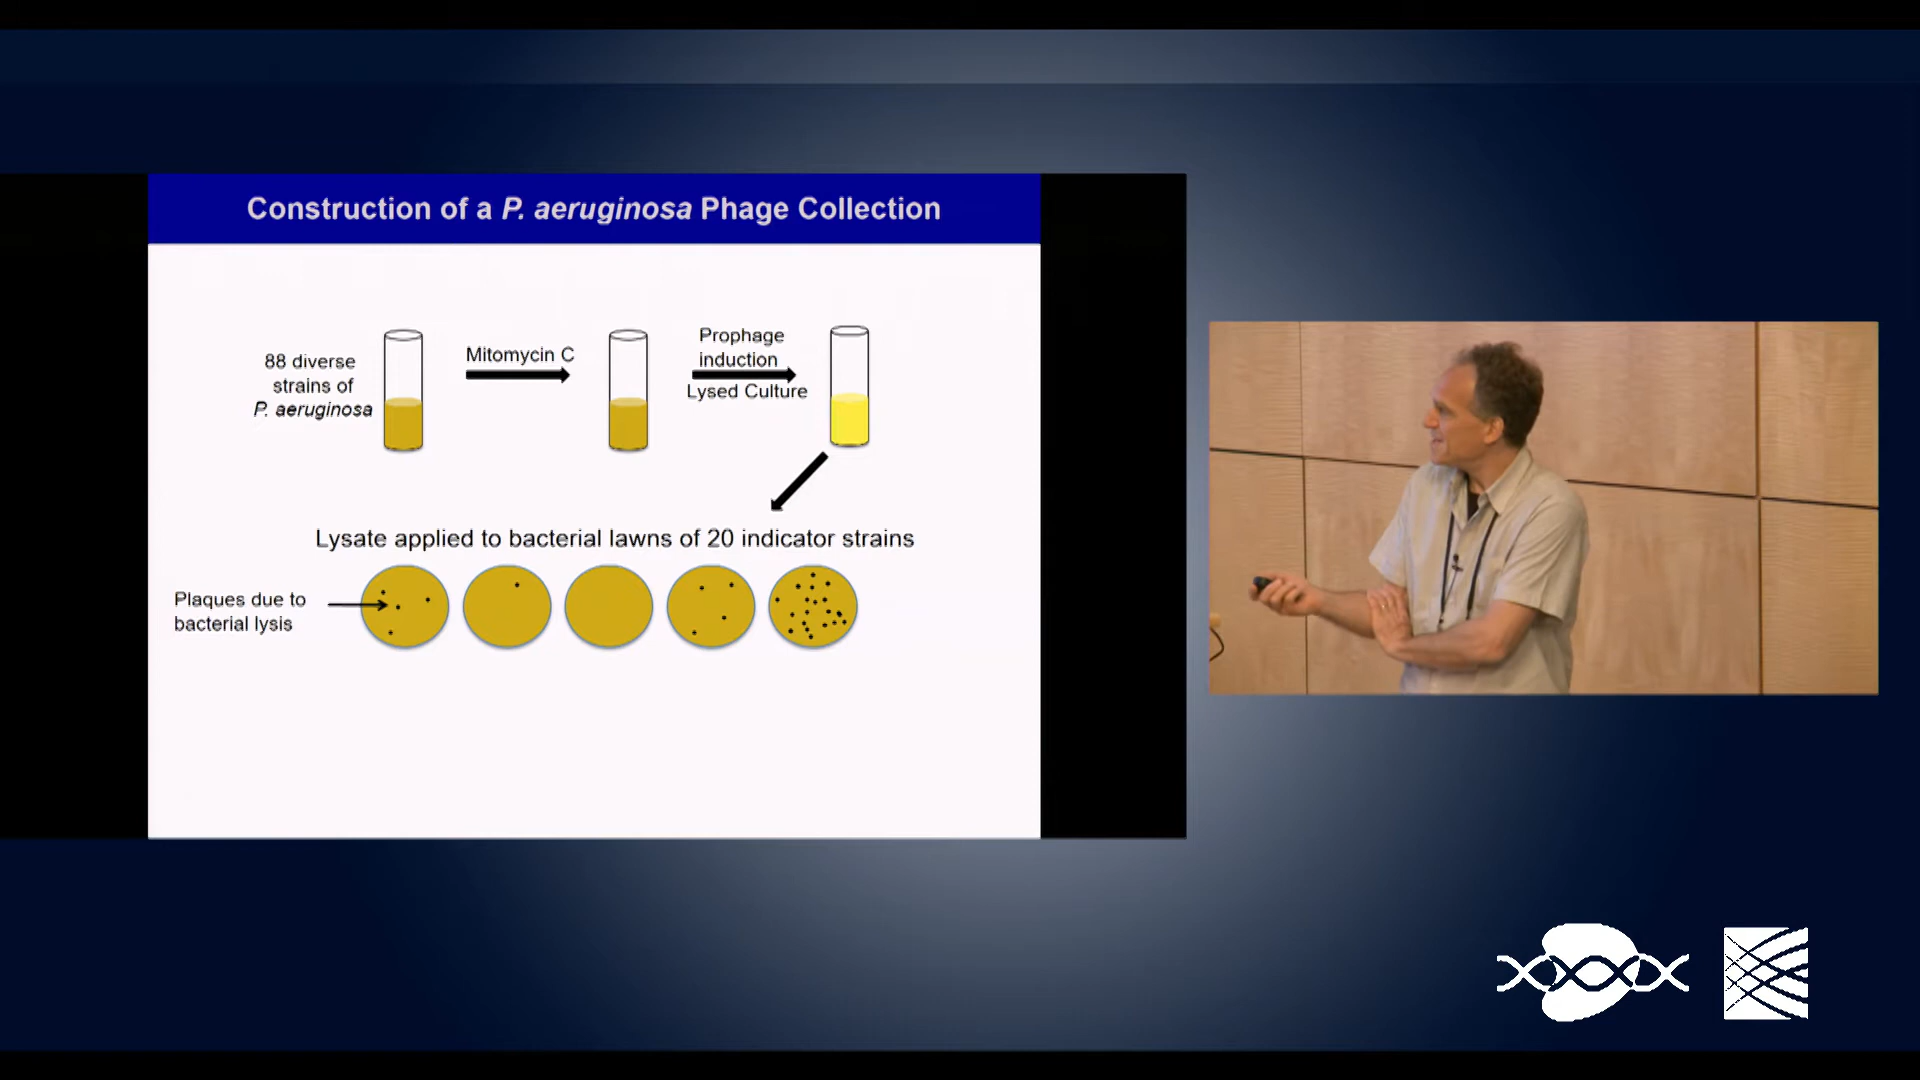 Construction of a P. aeruginosa Phage Collection
88 diverse
strains of
P. aeruginosa
Mitomycin C
Prophage
induction
Lysed Culture
Lysate applied to bacterial lawns of 20 indicator strains
Plaques due to
bacterial lysis